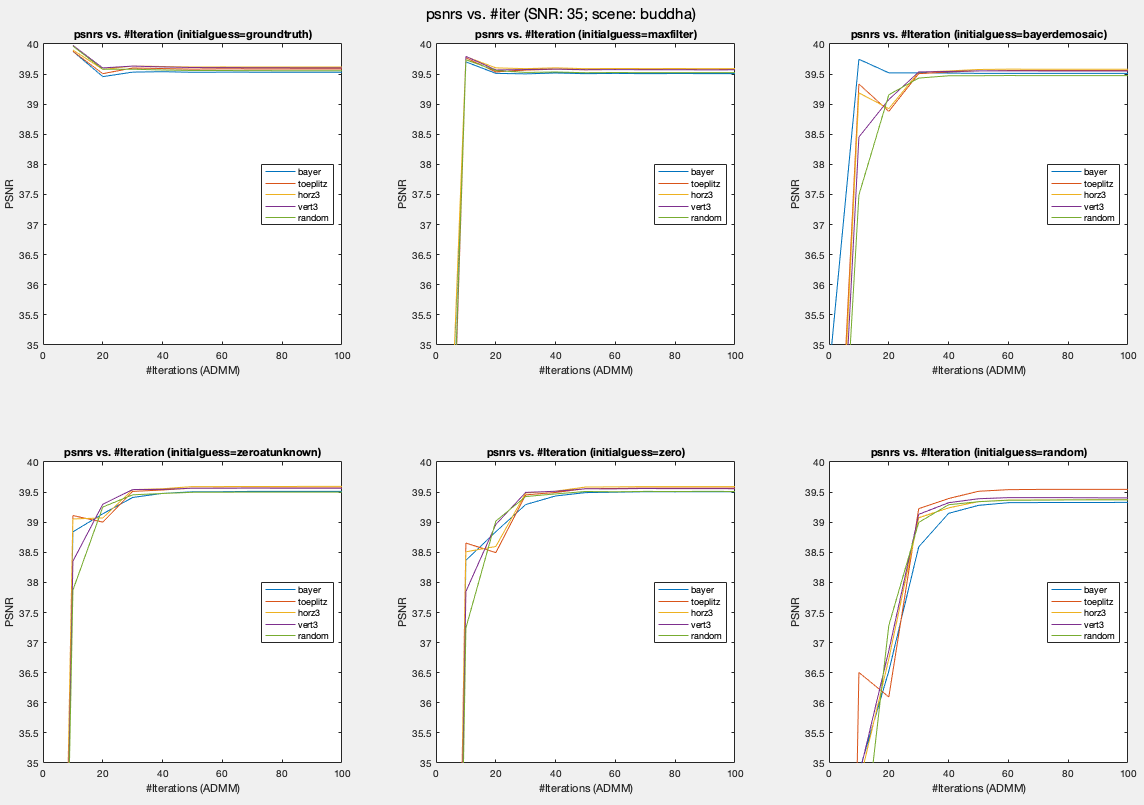 psnrs vs. #iter (SNR: 35; scene: buddha)
psnrs vs. #Iteration (initialguess=groundtruth)
40
39.5
39
38.5
38
37.5
37
36.5
36
35.5
35
PSNR
bayer
toeplitz
horz3
vert3
random
0 20 40 60 80 100
#Iterations (ADMM)
psnrs vs. #Iteration (initialguess=maxfilter)
40
39.5
39
38.5
38
37.5
37
36.5
36
35.5
35
PSNR
bayer
toeplitz
horz3
vert3
random
0 20 40 60 80 100
#Iterations (ADMM)
psnrs vs. #Iteration (initialguess=bayerdemosaic)
40
39.5
39
38.5
38
37.5
37
36.5
36
35.5
35
PSNR
bayer
toeplitz
horz3
vert3
random
0 20 40 60 80 100
#Iterations (ADMM)
psnrs vs. #Iteration (initialguess=zeroatunknown)
40
39.5
39
38.5
38
37.5
37
36.5
36
35.5
35
PSNR
bayer
toeplitz
horz3
vert3
random
0 20 40 60 80 100
#Iterations (ADMM)
psnrs vs. #Iteration (initialguess=zero)
40
39.5
39
38.5
38
37.5
37
36.5
36
35.5
35
PSNR
bayer
toeplitz
horz3
vert3
random
0 20 40 60 80 100
#Iterations (ADMM)
psnrs vs. #Iteration (initialguess=random)
40
39.5
39
38.5
38
37.5
37
36.5
36
35.5
35
PSNR
bayer
toeplitz
horz3
vert3
random
0 20 40 60 80 100
#Iterations (ADMM)